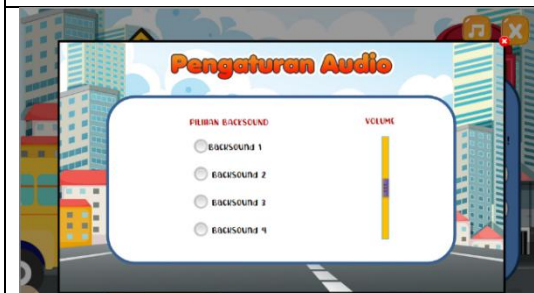 Pengaturan Audio
PILIHAN BACKSOUND
VOLUME
BACKSOUND 1
BACKSOUND 2
BACKSOUND 3
BACKSOUND 4